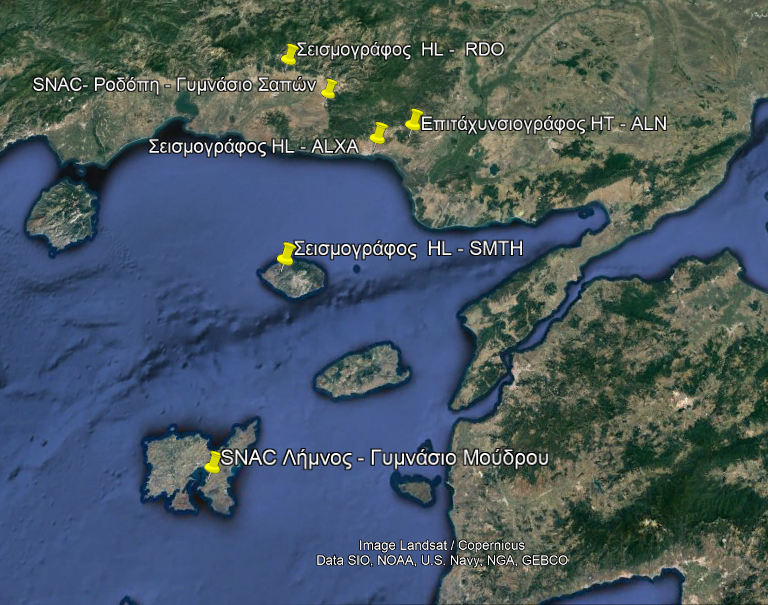 Σεισμογράφος HL - RDO
SNAC- Ροδόπη - Γυμνάσιο Σαπών
Επιτάχυνσιογράφος HT - ALN
Σεισμογράφος HL - ALXA
Σεισμογράφος HL - SMTH
SNAC Λήμνος - Γυμνάσιο Μούδρου
Image Landsat / Copernicus
Data SIO, NOAA, U.S. Navy, NGA, GEBCO